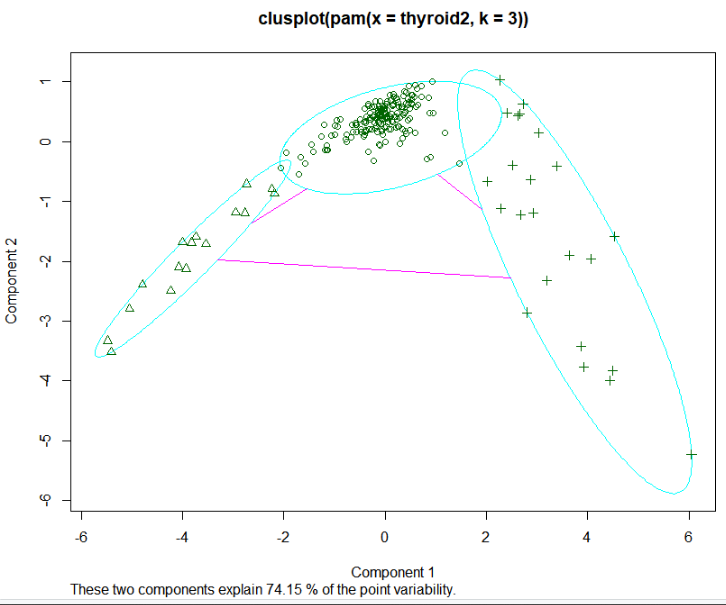 clusplot(pam(x = thyroid2, k = 3))
1
0
-1
-2
-3
-4
-5
-6
Component 2
-6 -4 -2 0 2 4 6
Component 1
These two components explain 74.15 % of the point variability.